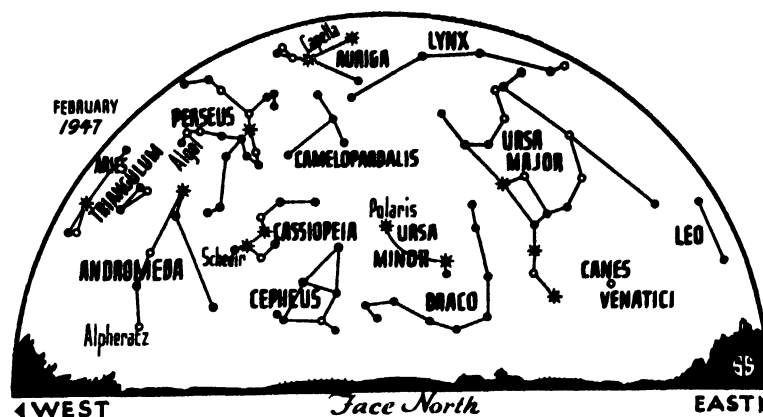 Capella
AURIGA
LYNX
FEBRUARY
1947
PERSEUS
Algol
ARIES
TRIANGULUM
CAMELOPARDALIS
URSA
MAJOR
Polaris
URSA
MINOR
CASSIOPEIA
Schedir
ANDROMEDA
CEPHEUS
DRACO
LEO
CANES
VENATICI
Alpheratz
SS
WEST
Face North
EAST